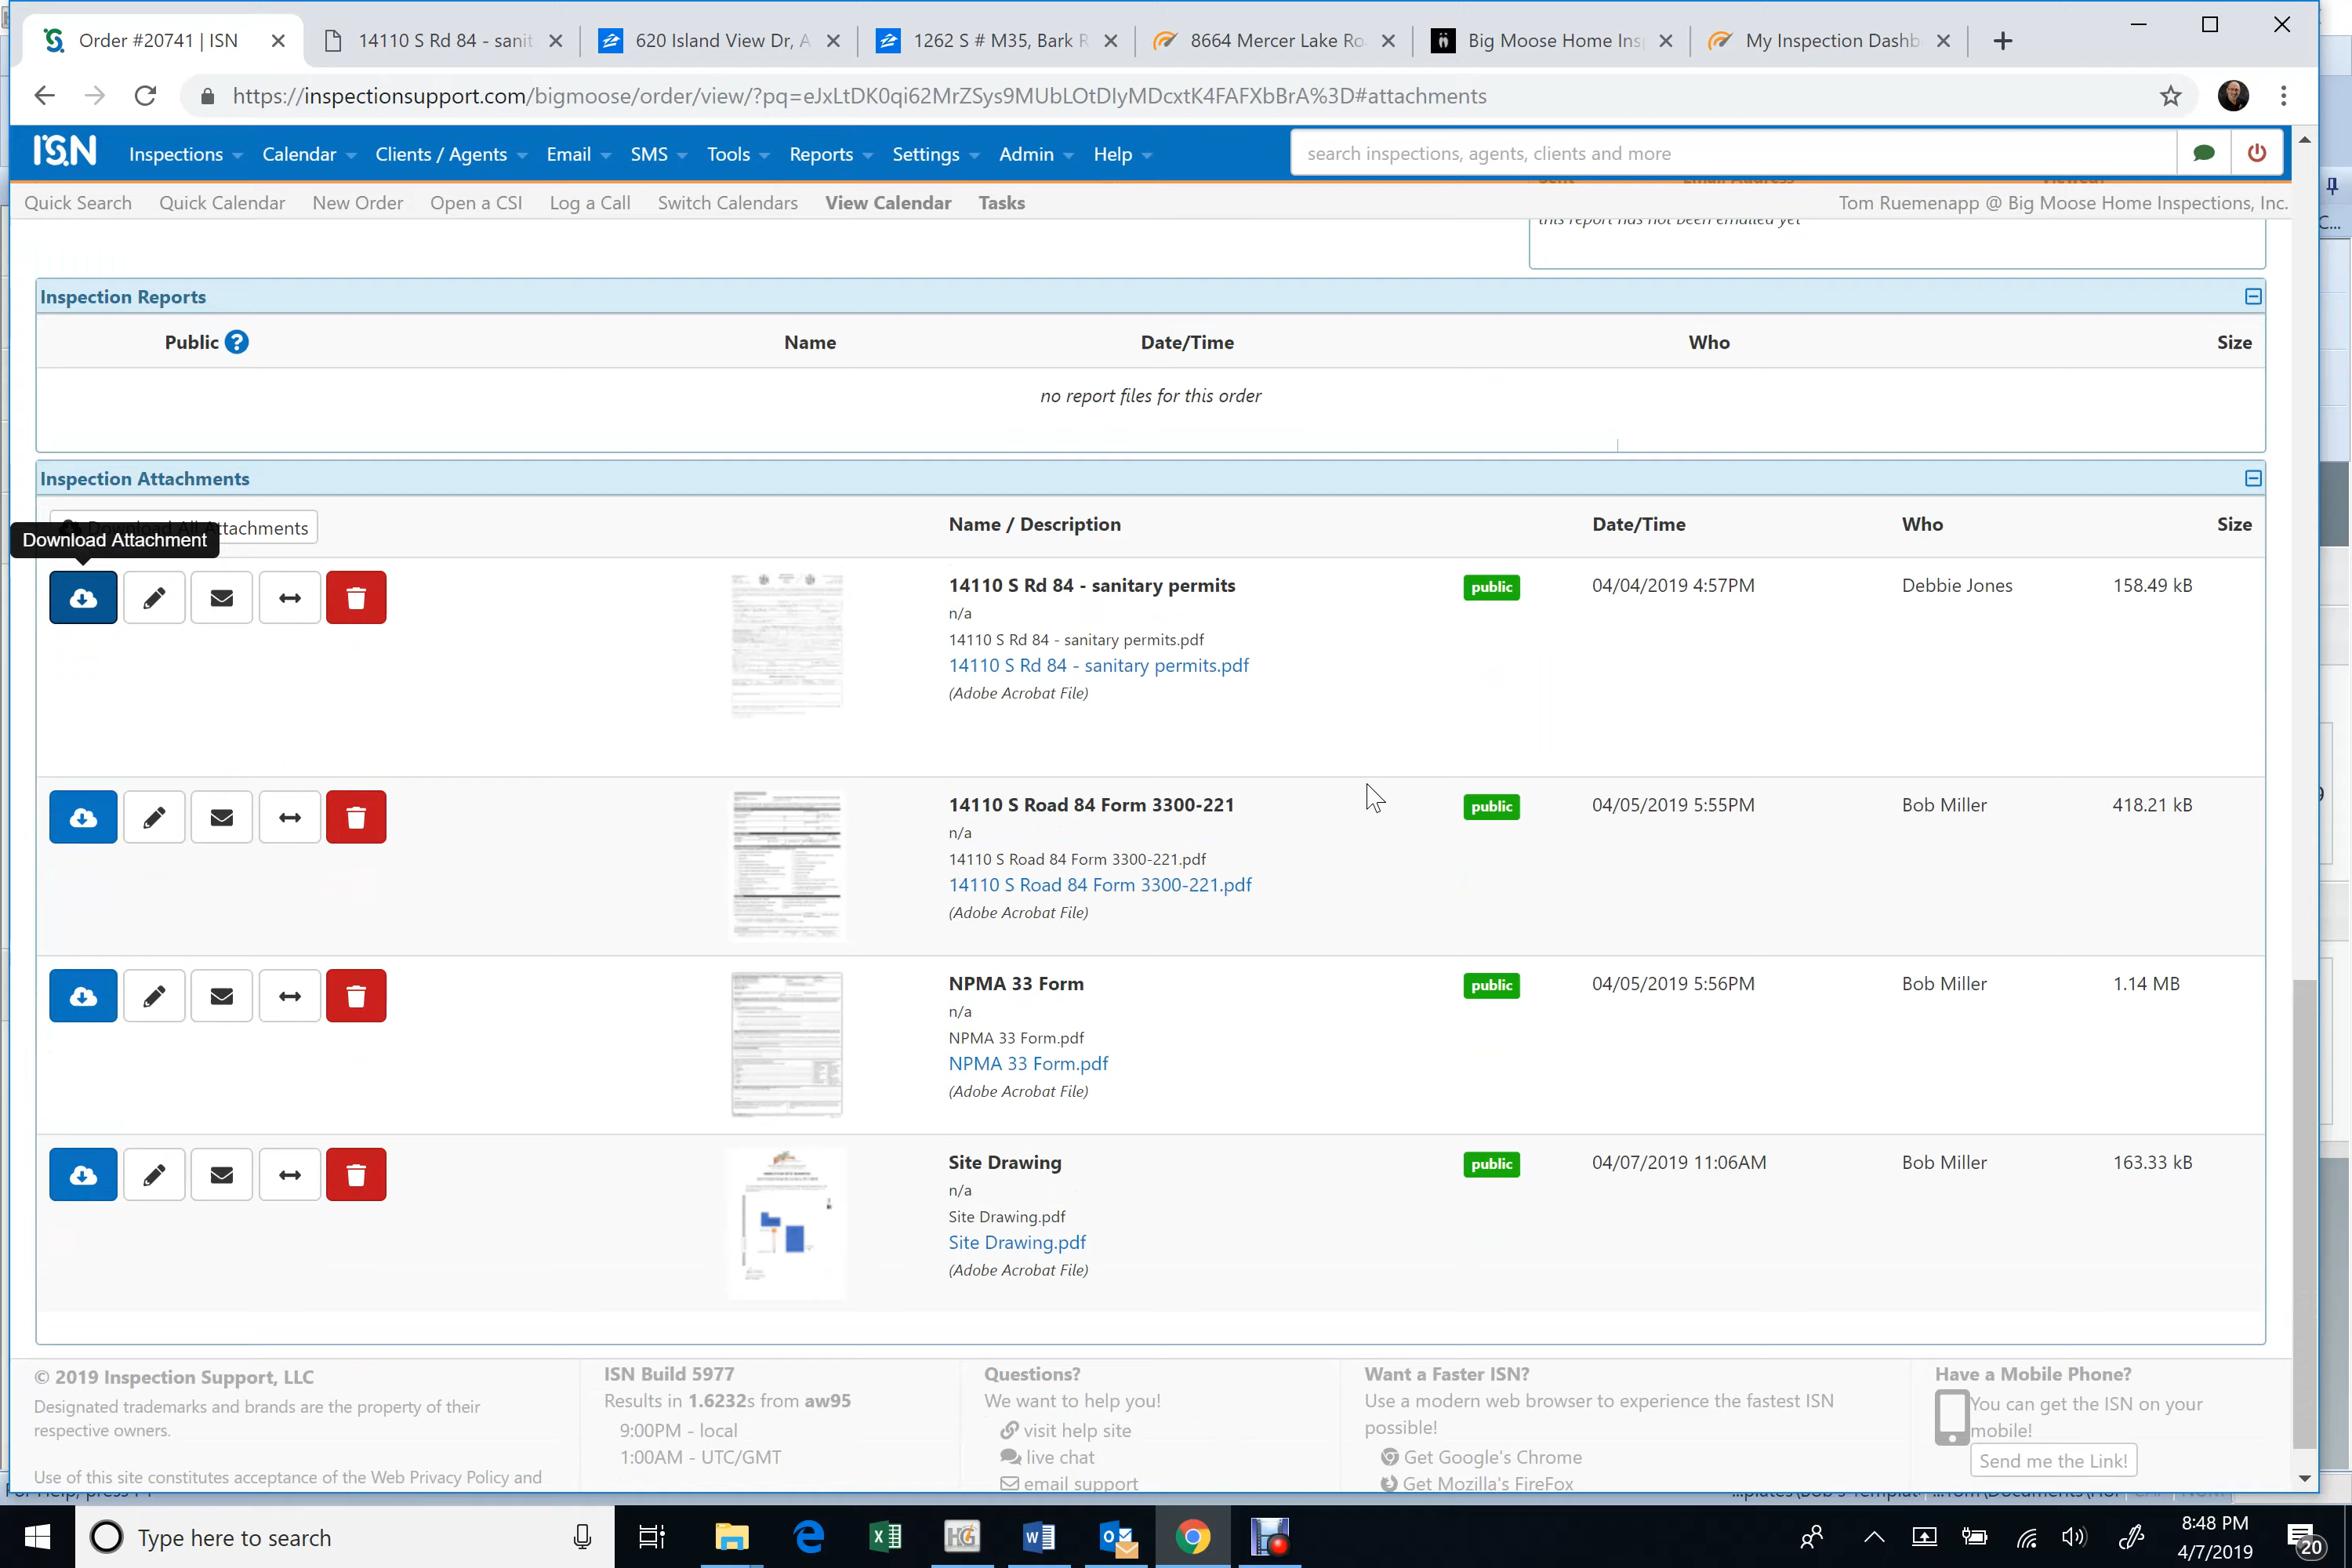 Order #20741 | ISN
14110 S Rd 84 - sanit
620 Island View Dr, A
1262 S # M35, Bark R
8664 Mercer Lake Ro
Big Moose Home Ins
My Inspection Dashb
https://inspectionsupport.com/bigmoose/order/view/?pq=eJxLtDK0qi62MrZSys9MUbLOtDIyMDcxtK4FAFXbBrA%3D#attachments
ISN
Inspections
Calendar
Clients / Agents
Email
SMS
Tools
Reports
Settings
Admin
Help
search inspections, agents, clients and more
Quick Search
Quick Calendar
New Order
Open a CSI
Log a Call
Switch Calendars
View Calendar
Tasks
Tom Ruemenapp @ Big Moose Home Inspections, Inc.
this report has not been emailed yet
Inspection Reports
Public ?
Name
Date/Time
Who
Size
no report files for this order
Inspection Attachments
Download All Attachments
Download Attachment
Name / Description
Date/Time
Who
Size
14110 S Rd 84 - sanitary permits
public
04/04/2019 4:57PM
Debbie Jones
158.49 kB
n/a
14110 S Rd 84 - sanitary permits.pdf
14110 S Rd 84 - sanitary permits.pdf
(Adobe Acrobat File)
14110 S Road 84 Form 3300-221
public
04/05/2019 5:55PM
Bob Miller
418.21 kB
n/a
14110 S Road 84 Form 3300-221.pdf
14110 S Road 84 Form 3300-221.pdf
(Adobe Acrobat File)
NPMA 33 Form
public
04/05/2019 5:56PM
Bob Miller
1.14 MB
n/a
NPMA 33 Form.pdf
NPMA 33 Form.pdf
(Adobe Acrobat File)
Site Drawing
public
04/07/2019 11:06AM
Bob Miller
163.33 kB
n/a
Site Drawing.pdf
Site Drawing.pdf
(Adobe Acrobat File)
© 2019 Inspection Support, LLC
Designated trademarks and brands are the property of their
respective owners.
Use of this site constitutes acceptance of the Web Privacy Policy and
ISN Build 5977
Results in 1.6232s from aw95
9:00PM - local
1:00AM - UTC/GMT
Questions?
We want to help you!
visit help site
live chat
email support
Want a Faster ISN?
Use a modern web browser to experience the fastest ISN
possible!
Get Google's Chrome
Get Mozilla's FireFox
Have a Mobile Phone?
You can get the ISN on your
mobile!
Send me the Link!
Type here to search
8:48 PM
4/7/2019
20